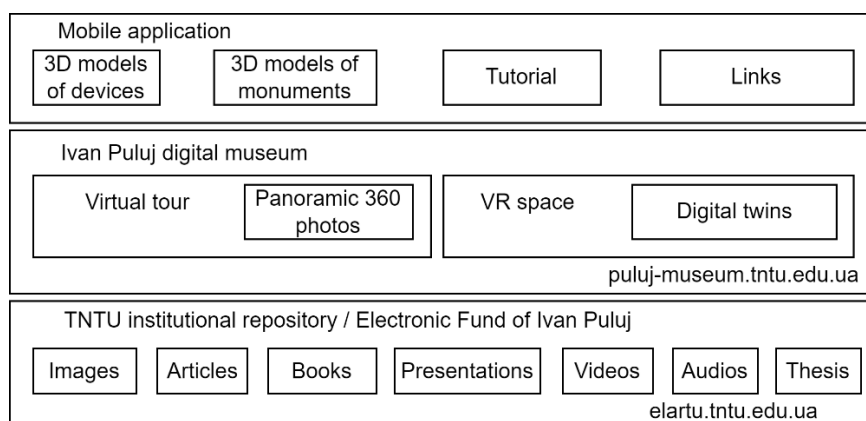 Mobile application
3D models
of devices
3D models of
monuments
Tutorial
Links
Ivan Puluj digital museum
Virtual tour
Panoramic 360
photos
VR space
Digital twins
puluj-museum.tntu.edu.ua
TNTU institutional repository / Electronic Fund of Ivan Puluj
Images
Articles
Books
Presentations
Videos
Audios
Thesis
elartu.tntu.edu.ua